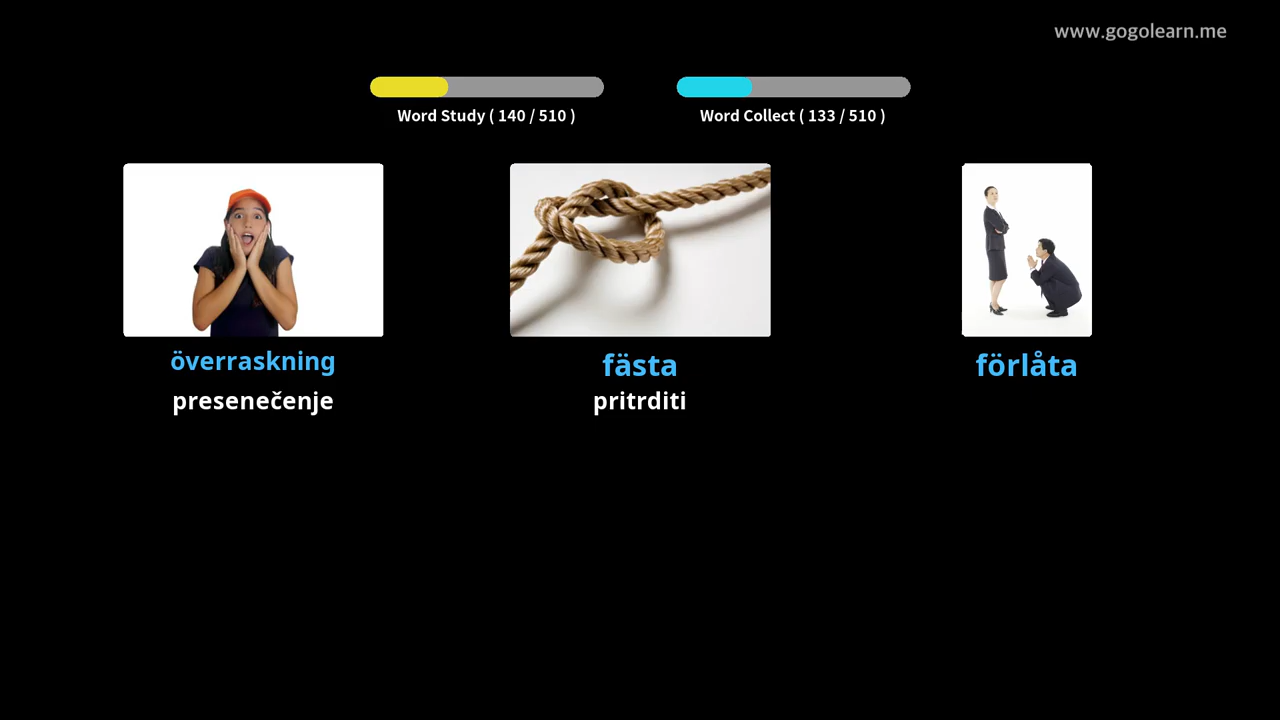 www.gogolearn.me
Word Study ( 140 / 510 )
Word Collect ( 133 / 510 )
överraskning
presenečenje
fästa
pritrditi
förlåta